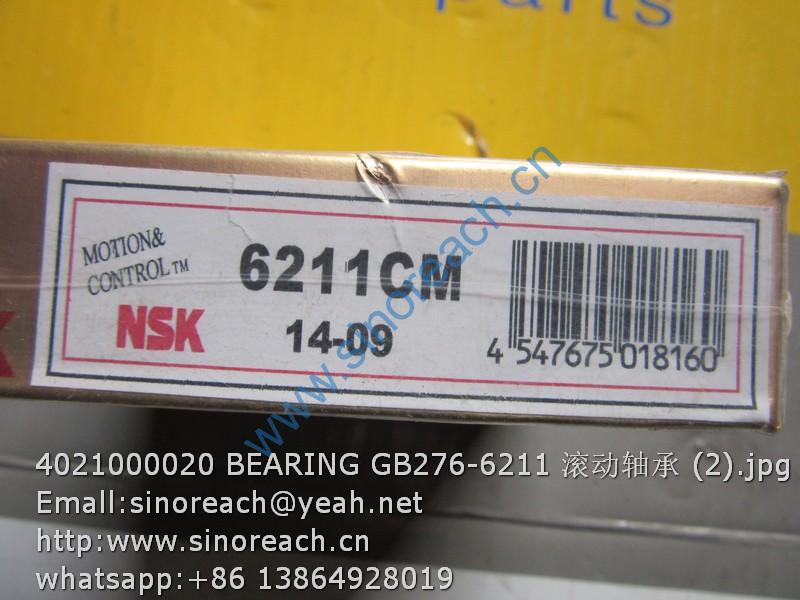 parts
MOTION&
CONTROL™
NSK
6211CM
14-09
4 547675 018160
K
www.sinoreach.cn
4021000020 BEARING GB276-6211 滚动轴承 (2).jpg
Emall:sinoreach@yeah.net
http:www.sinoreach.cn
whatsapp:+86 13864928019